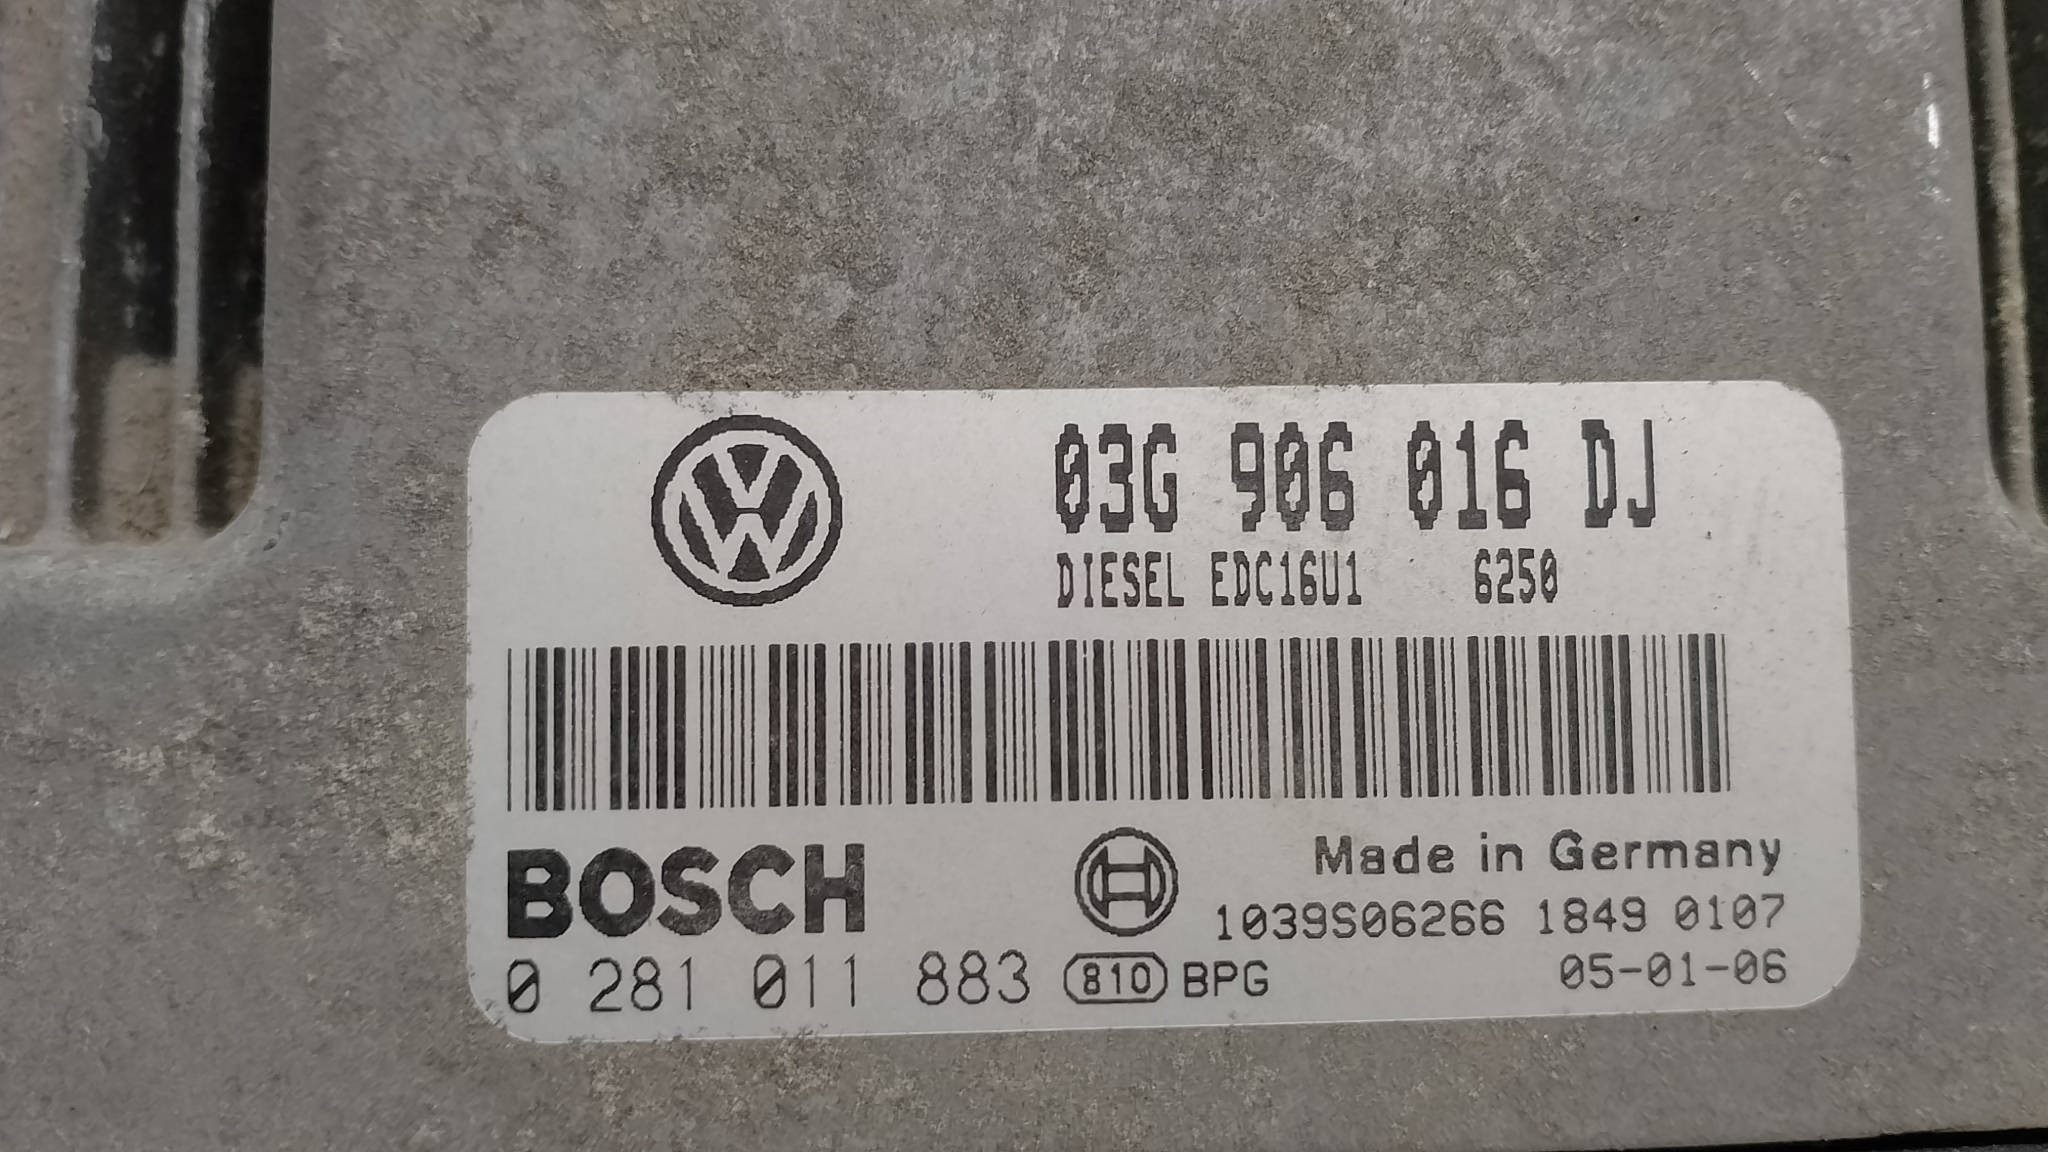 03G 906 016 DJ
DIESEL EDC16U1 6250
BOSCH
Made in Germany
1039S06266 1849 0107
0 281 011 883 810 BPG 05-01-06